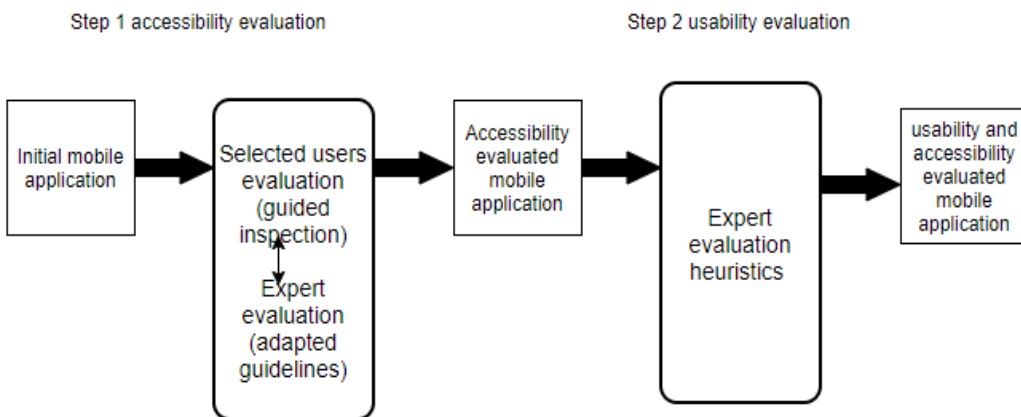 Step 1 accessibility evaluation
Step 2 usability evaluation
Initial mobile
application
Selected users
evaluation
(guided
inspection)
Expert
evaluation
(adapted
guidelines)
Accessibility
evaluated
mobile
application
Expert
evaluation
heuristics
usability and
accessibility
evaluated
mobile
application